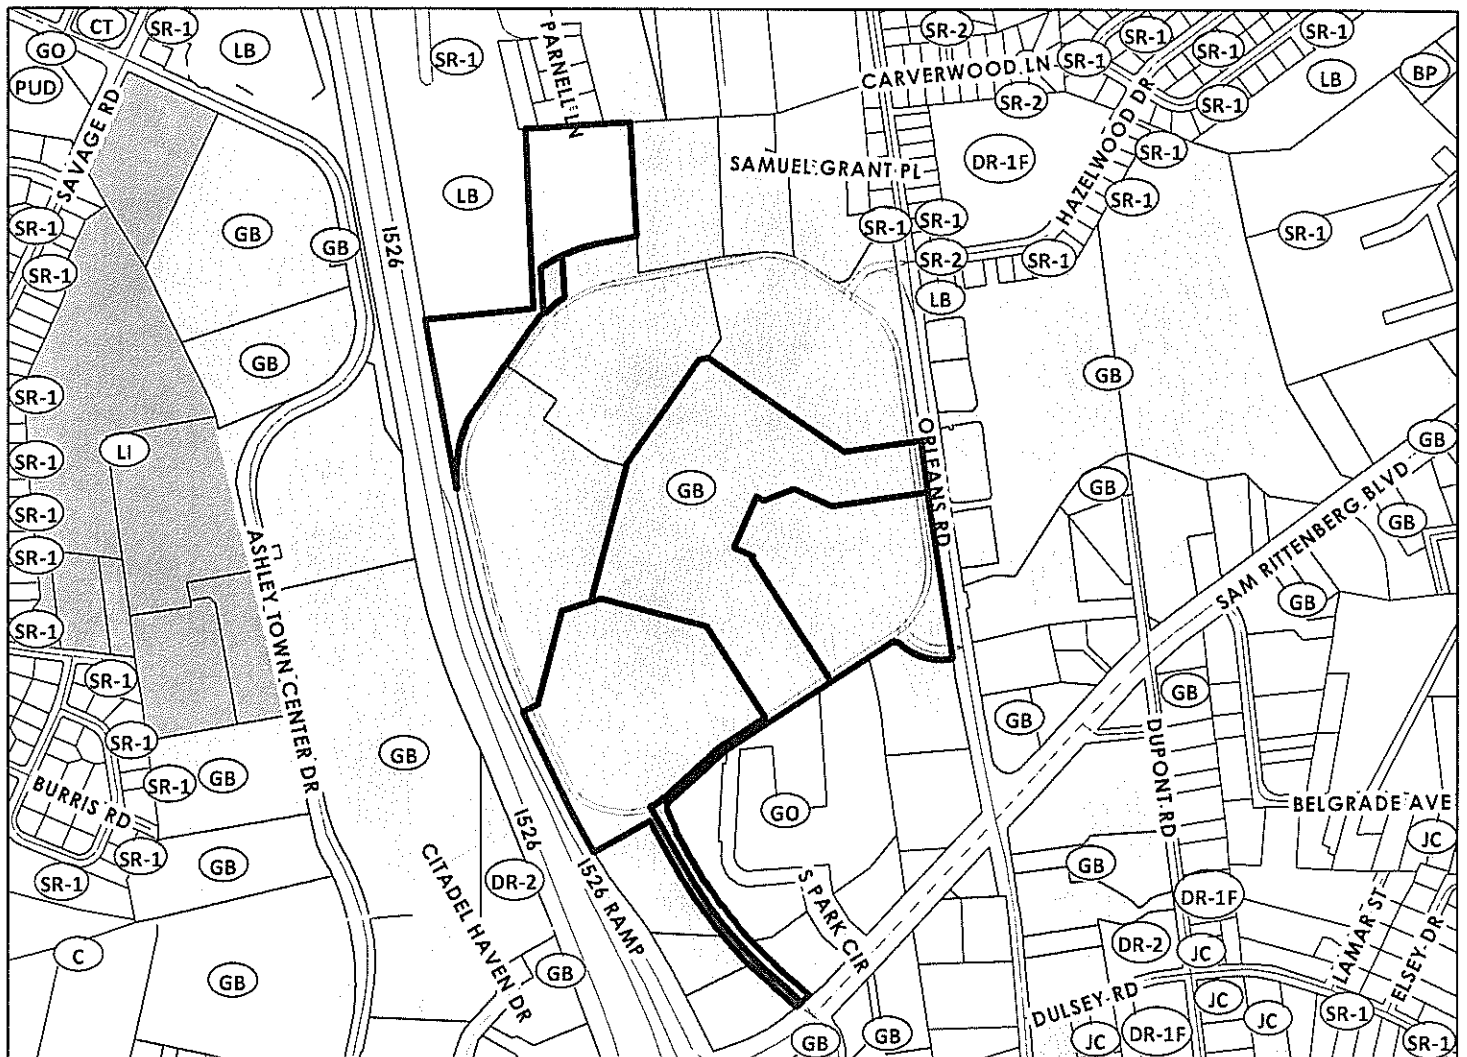 CT
SR-1
GO
LB
PUD
SAVAGE RD
SR-1
PARNELL LN
SR-2
SR-1
SR-1
SR-1
SR-1
CARVERWOOD LN
SR-2
SR-1
LB
BP
HAZELWOOD DR
SAMUEL GRANT PL
DR-1F
SR-1
SR-1
LB
SR-1
SR-1
SR-1
SR-2
SR-1
SR-1
GB
GB
I526
SR-1
SR-1
LB
GB
GB
SR-1
LI
SR-1
SR-1
SR-1
SR-1
ORLEANS RD
GB
GB
GB
GB
SAM RITTENBERG BLVD
GB
ASHLEY TOWN CENTER DR
SR-1
SR-1
SR-1
GB
GB
GB
GB
DUPONT RD
BURRIS RD
SR-1
SR-1
GB
I526
I526 RAMP
GO
BELGRADE AVE
JC
GB
CITADEL HAVEN DR
DR-2
S PARK CIR
DR-1F
DR-2
JC
LAMAR ST
ELSEY DR
C
GB
GB
DULSEY RD
JC
JC
SR-1
GB
GB
JC
DR-1F
SR-1